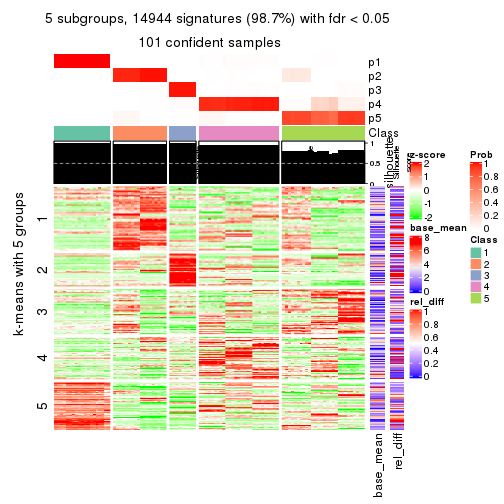 5 subgroups, 14944 signatures (98.7%) with fdr < 0.05
101 confident samples
p1
p2
p3
p4
p5
Class
1
0.5
0
silhouette
Silhouette
score
k-means with 5 groups
1
2
3
4
5
base_mean
rel_diff
z-score
2
1
0
-1
-2
base_mean
8
6
4
2
0
rel_diff
1
0.8
0.6
0.4
0.2
0
Prob
1
0.8
0.6
0.4
0.2
0
Class
1
2
3
4
5